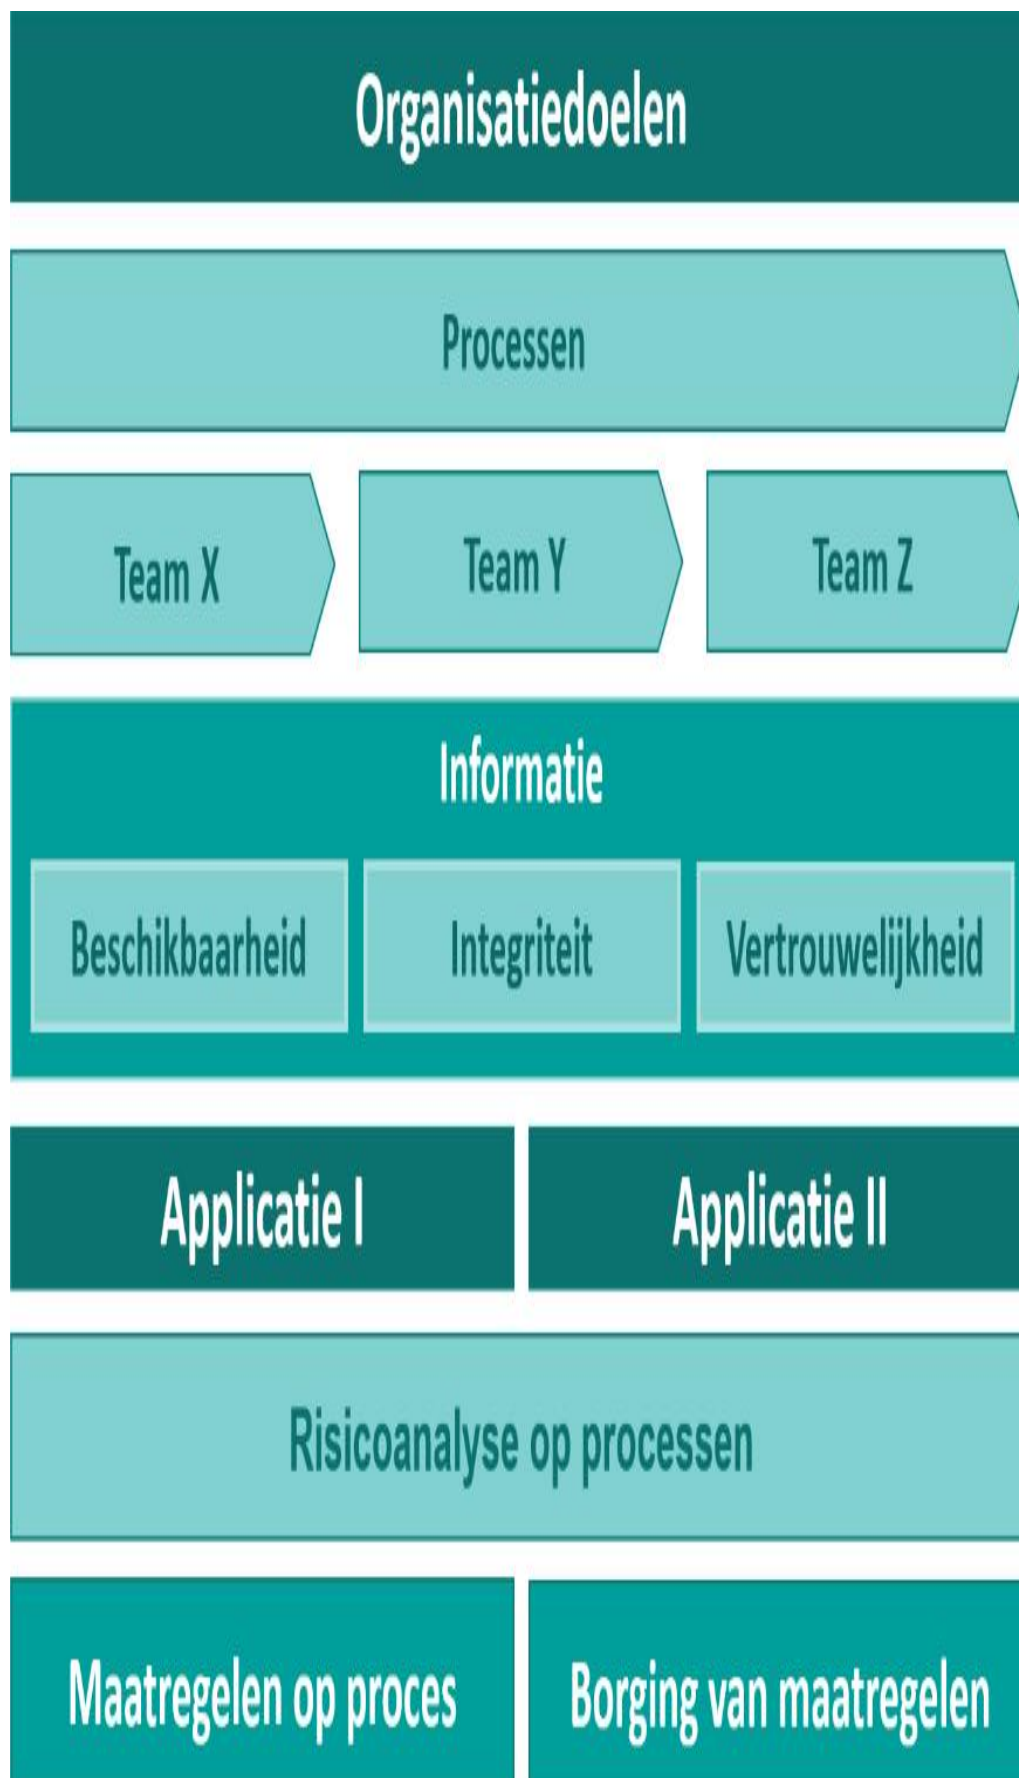 Organisatiedoelen
Processen
Team X
Team Y
Team Z
Informatie
Beschikbaarheid
Integriteit
Vertrouwelijkheid
Applicatie I
Applicatie II
Risicoanalyse op processen
Maatregelen op proces
Borging van maatregelen